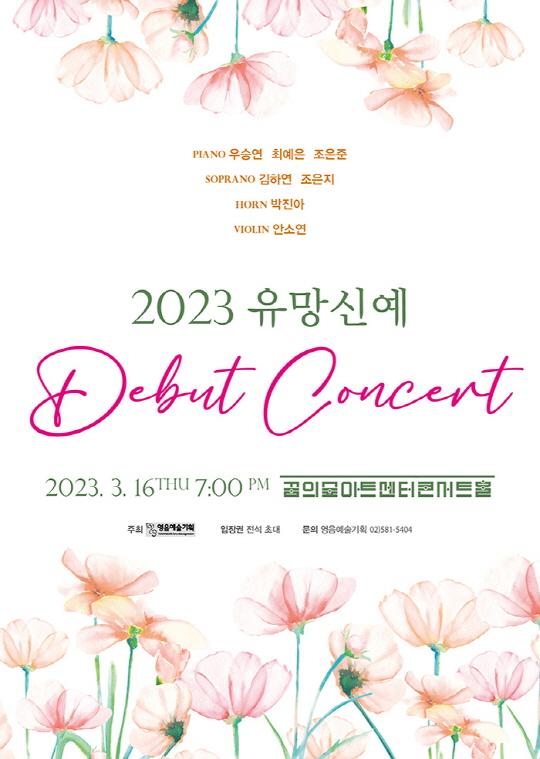 PIANO 우승연 최예은 조은준
SOPRANO 김하연 조은지
HORN 박진아
VIOLIN 안소연
2023 유망신예
Debut Concert
2023. 3. 16 THU 7:00 PM 꿈의숲아트센터콘서트홀
주최 영음예술기획 입장권 전석 초대 문의 영음예술기획 02)581-5404